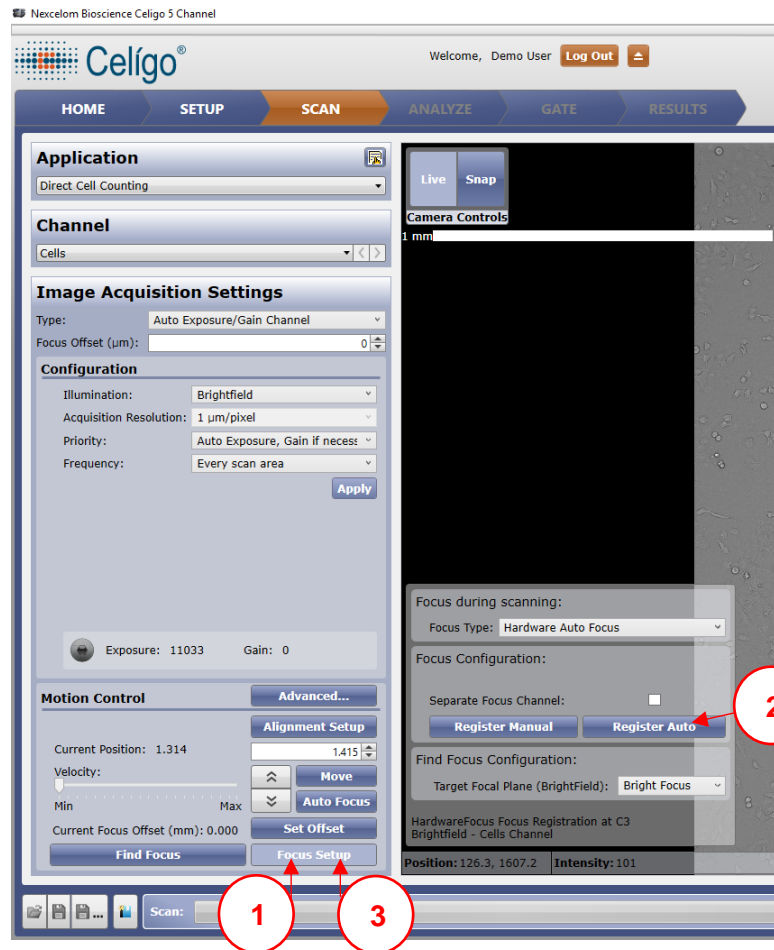 Nexcelom Bioscience Celigo 5 Channel
Celígo®
Welcome, Demo User Log Out
HOME SETUP SCAN ANALYZE GATE RESULTS
Application
Direct Cell Counting
Channel
Cells
Image Acquisition Settings
Type: Auto Exposure/Gain Channel
Focus Offset (µm): 0
Configuration
Illumination: Brightfield
Acquisition Resolution: 1 µm/pixel
Priority: Auto Exposure, Gain if necess
Frequency: Every scan area
Apply
Exposure: 11033 Gain: 0
Motion Control Advanced...
Alignment Setup
Current Position: 1.314 1.415
Velocity: Move
Min Max Auto Focus
Current Focus Offset (mm): 0.000 Set Offset
Find Focus Focus Setup
Live Snap
Camera Controls
1 mm
Focus during scanning:
Focus Type: Hardware Auto Focus
Focus Configuration:
Separate Focus Channel:
Register Manual Register Auto
2
Find Focus Configuration:
Target Focal Plane (BrightField): Bright Focus
HardwareFocus Focus Registration at C3
Brightfield - Cells Channel
Position: 126.3, 1607.2 Intensity: 101
... Scan:
1 3